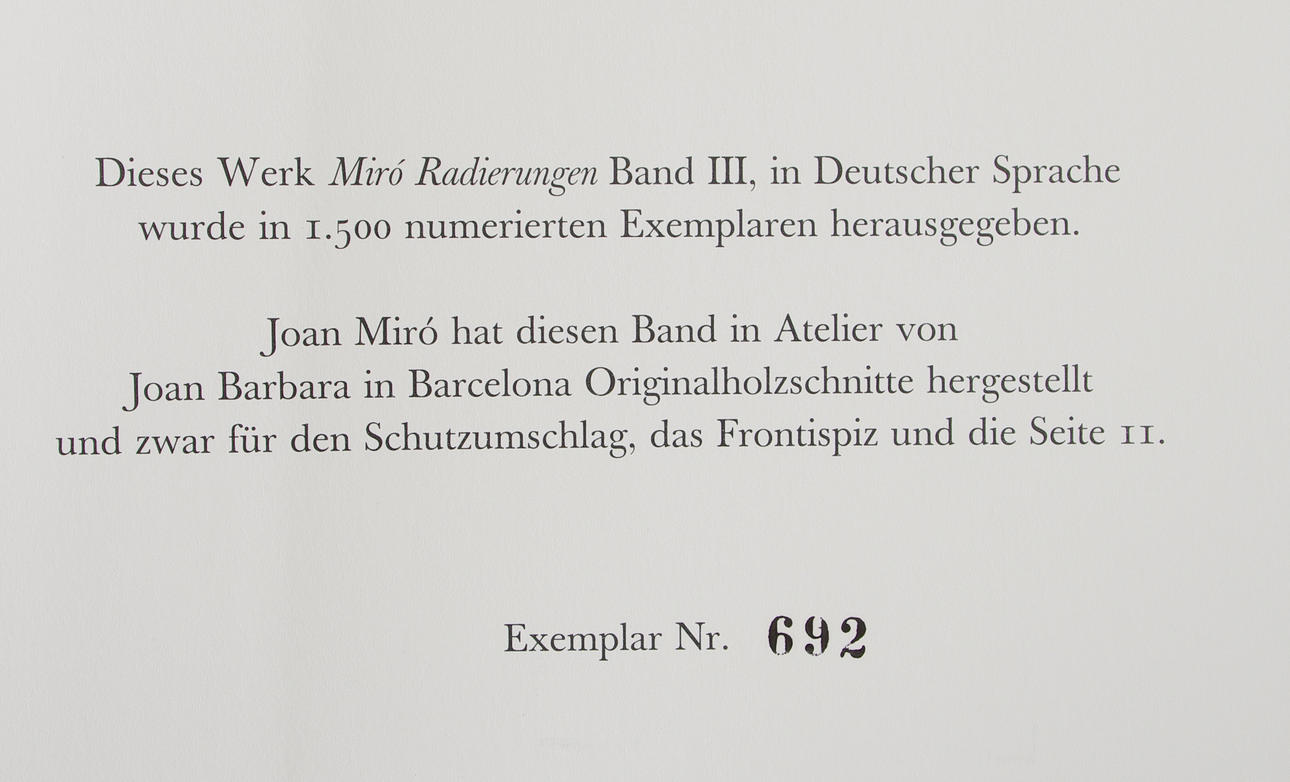 Dieses Werk Miró Radierungen Band III, in Deutscher Sprache
wurde in 1.500 numerierten Exemplaren herausgegeben.
Joan Miró hat diesen Band in Atelier von
Joan Barbara in Barcelona Originalholzschnitte hergestellt
und zwar für den Schutzumschlag, das Frontispiz und die Seite 11.
Exemplar Nr. 692